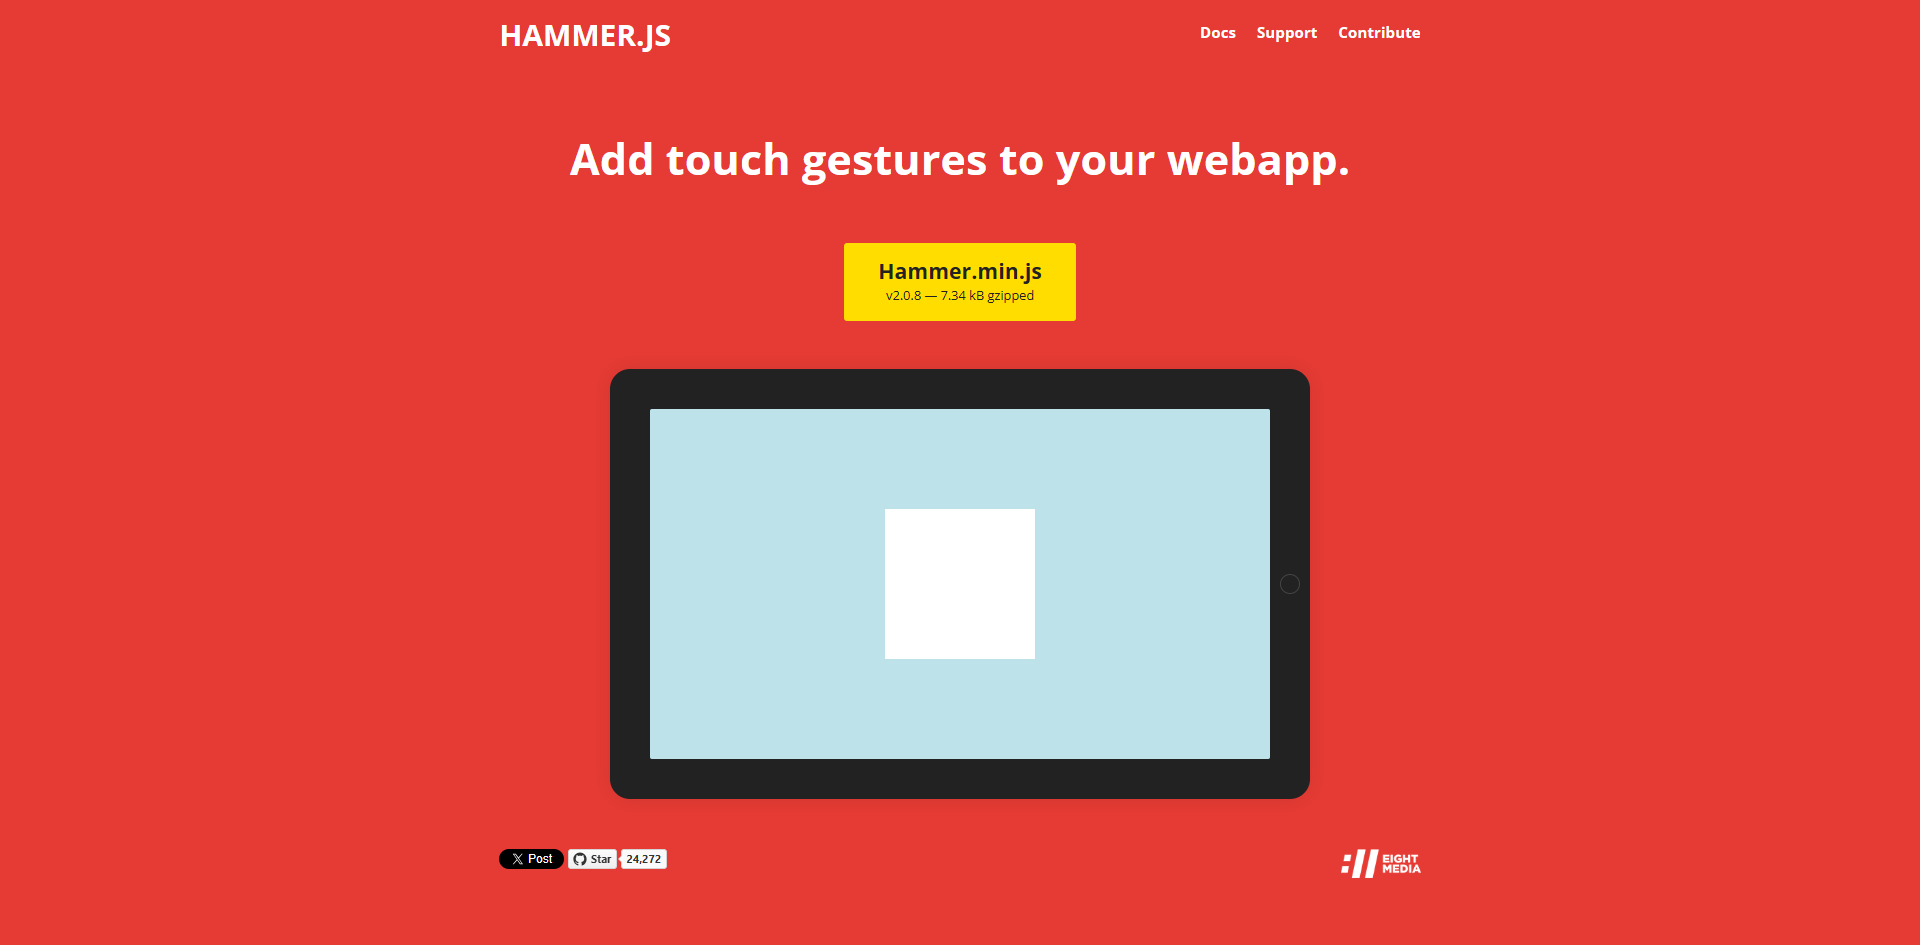 HAMMER.JS
Docs Support Contribute
Add touch gestures to your webapp.
Hammer.min.js
v2.0.8 — 7.34 kB gzipped
Post
Star
24,272
EIGHT
MEDIA